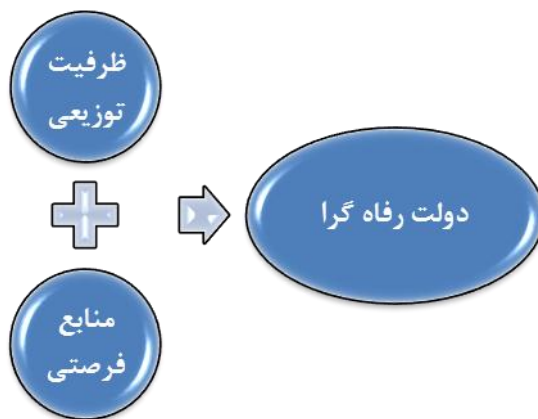 ظرفیت
توزیعی
دولت رفاه گرا
منابع
فرصتی